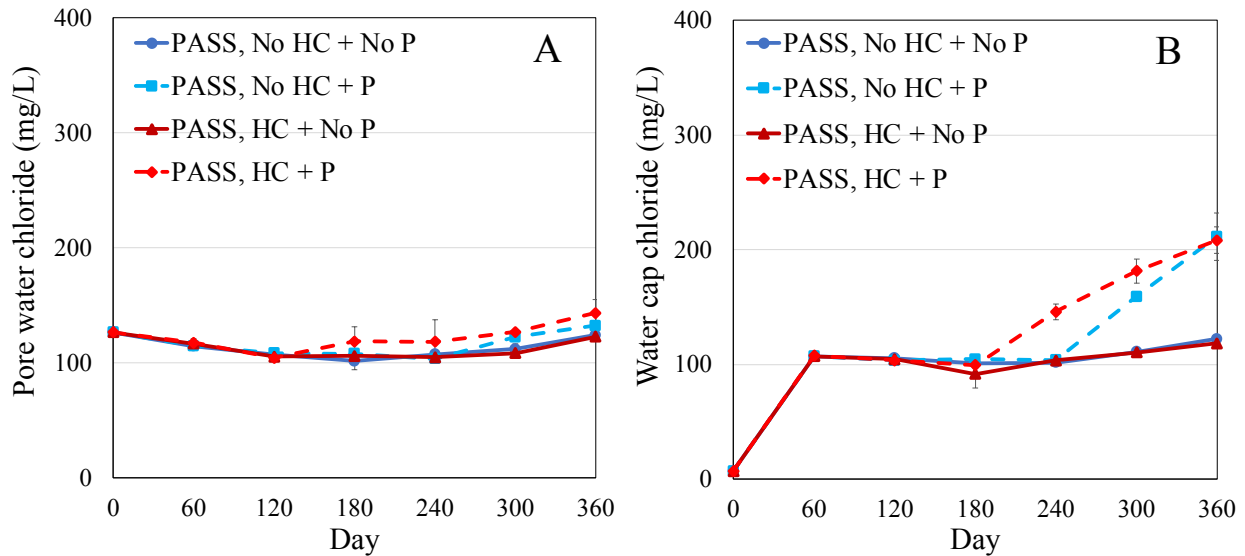 400
300
200
100
0
Pore water chloride (mg/L)
PASS, No HC + No P
PASS, No HC + P
PASS, HC + No P
PASS, HC + P
A
0 60 120 180 240 300 360
Day
400
300
200
100
0
Water cap chloride (mg/L)
PASS, No HC + No P
PASS, No HC + P
PASS, HC + No P
PASS, HC + P
B
0 60 120 180 240 300 360
Day